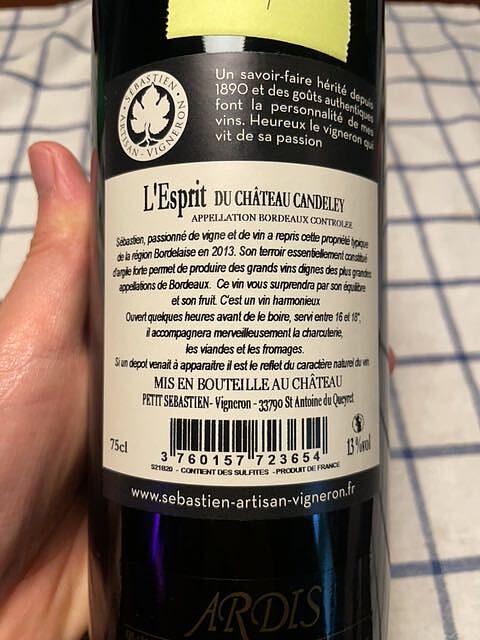 SÉBASTIEN
ARTISAN - VIGNERON
Un savoir-faire hérité depuis
1890 et des goûts authentiques
font la personnalité de mes
vins. Heureux le vigneron qui
vit de sa passion
L'Esprit DU CHÂTEAU CANDELEY
APPELLATION BORDEAUX CONTROLEE
Sébastien, passionné de vigne et de vin a repris cette propriété typique
de la région Bordelaise en 2013. Son terroir essentiellement constitué
d'argile forte permet de produire des grands vins dignes des plus grandes
appellations de Bordeaux. Ce vin vous surprendra par son équilibre
et son fruit. C'est un vin harmonieux
Ouvert quelques heures avant de le boire, servi entre 16 et 18°,
il accompagnera merveilleusement la charcuterie,
les viandes et les fromages.
Si un depot venait à apparaître il est le reflet du caractère naturel du vin
MIS EN BOUTEILLE AU CHÂTEAU
PETIT SEBASTIEN- Vigneron - 33790 St Antoine du Queyret
75cl
13 %vol
3 760157 723654
S21820 - CONTIENT DES SULFITES -PRODUIT DE FRANCE
www.sebastien-artisan-vigneron.fr
ARDIS